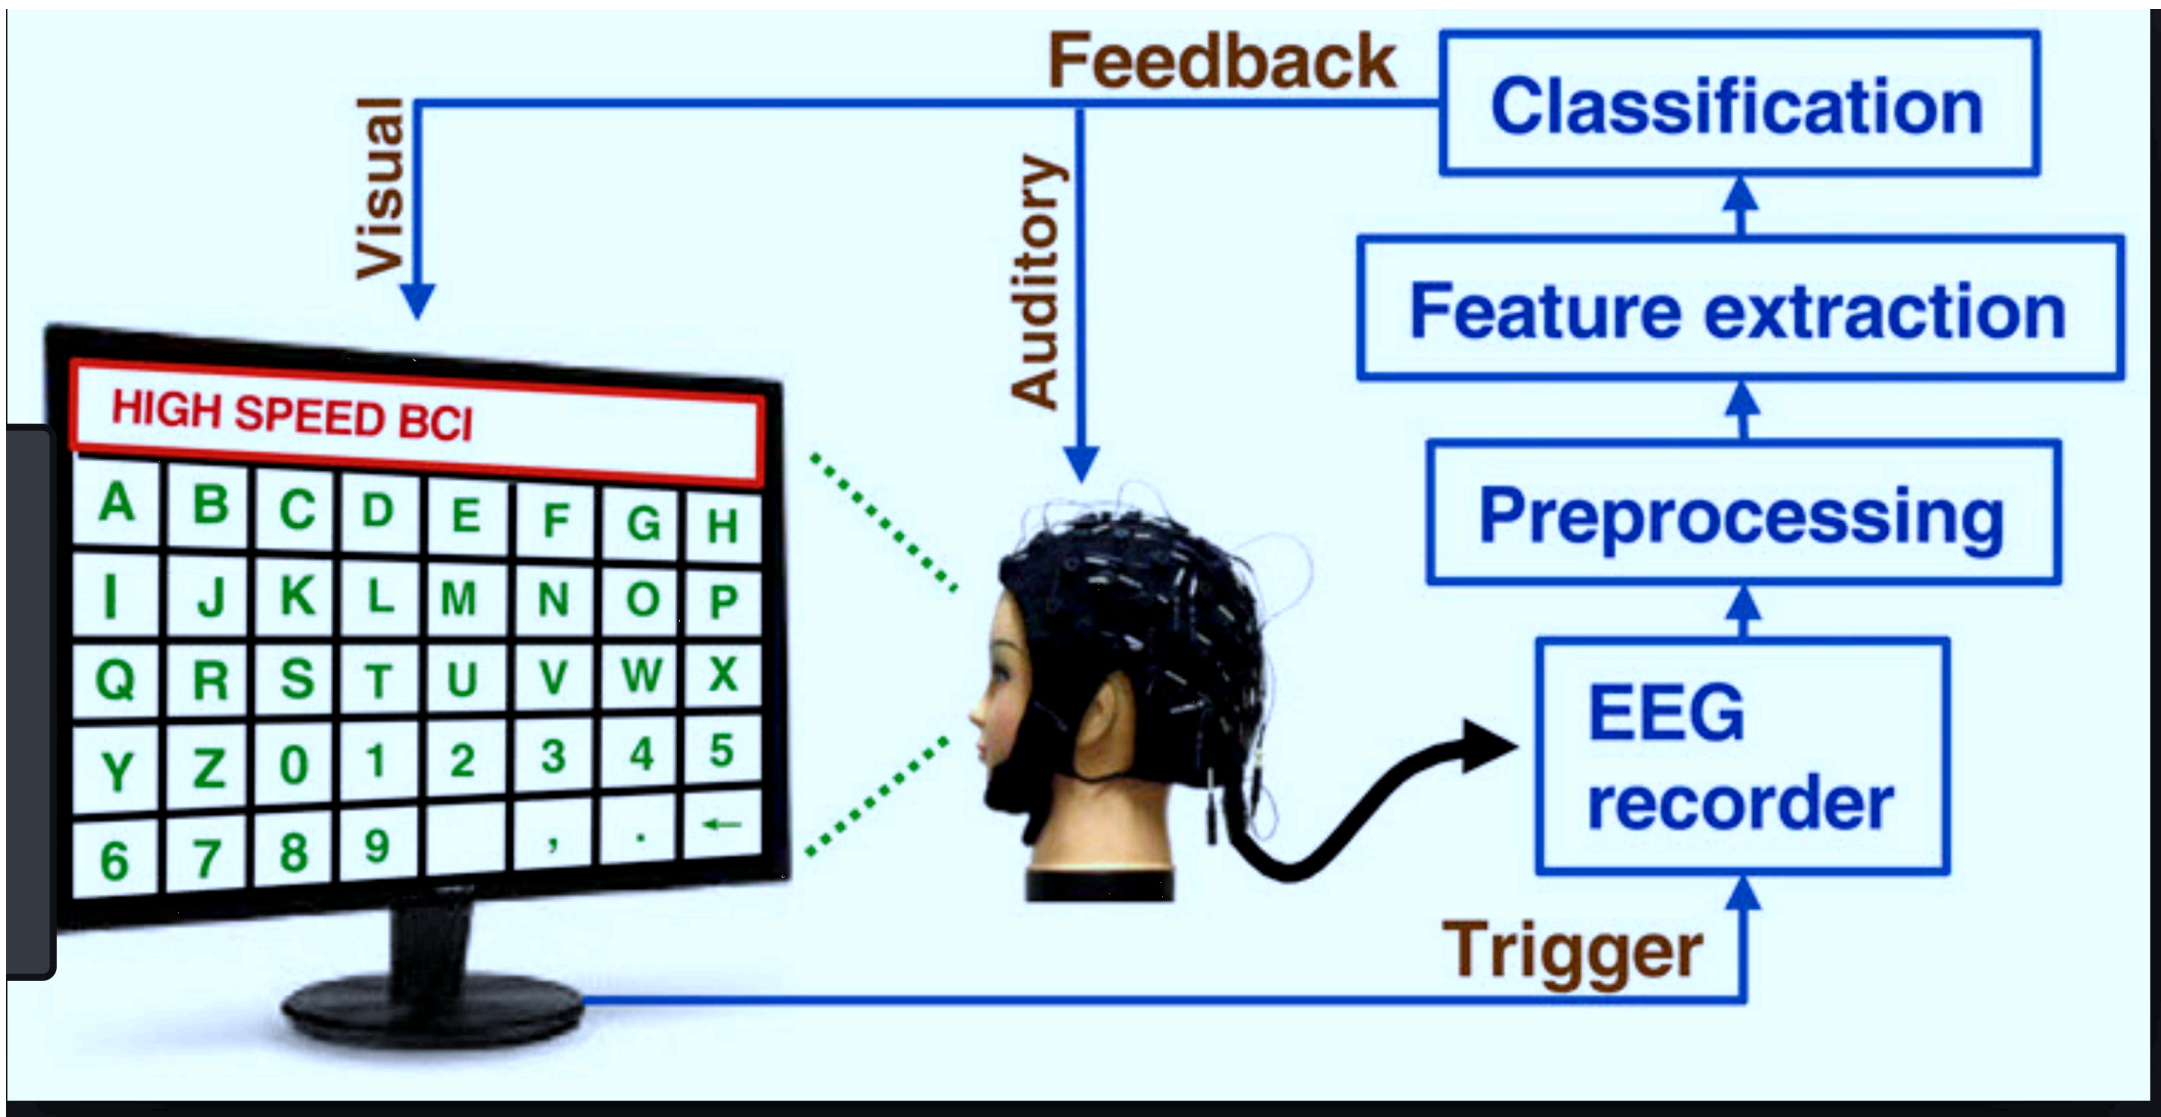 Feedback
Classification
Visual
Auditory
Feature extraction
HIGH SPEED BCI
A B C D E F G H
I J K L M N O P
Q R S T U V W X
Y Z 0 1 2 3 4 5
6 7 8 9 , . ←
Preprocessing
EEG
recorder
Trigger